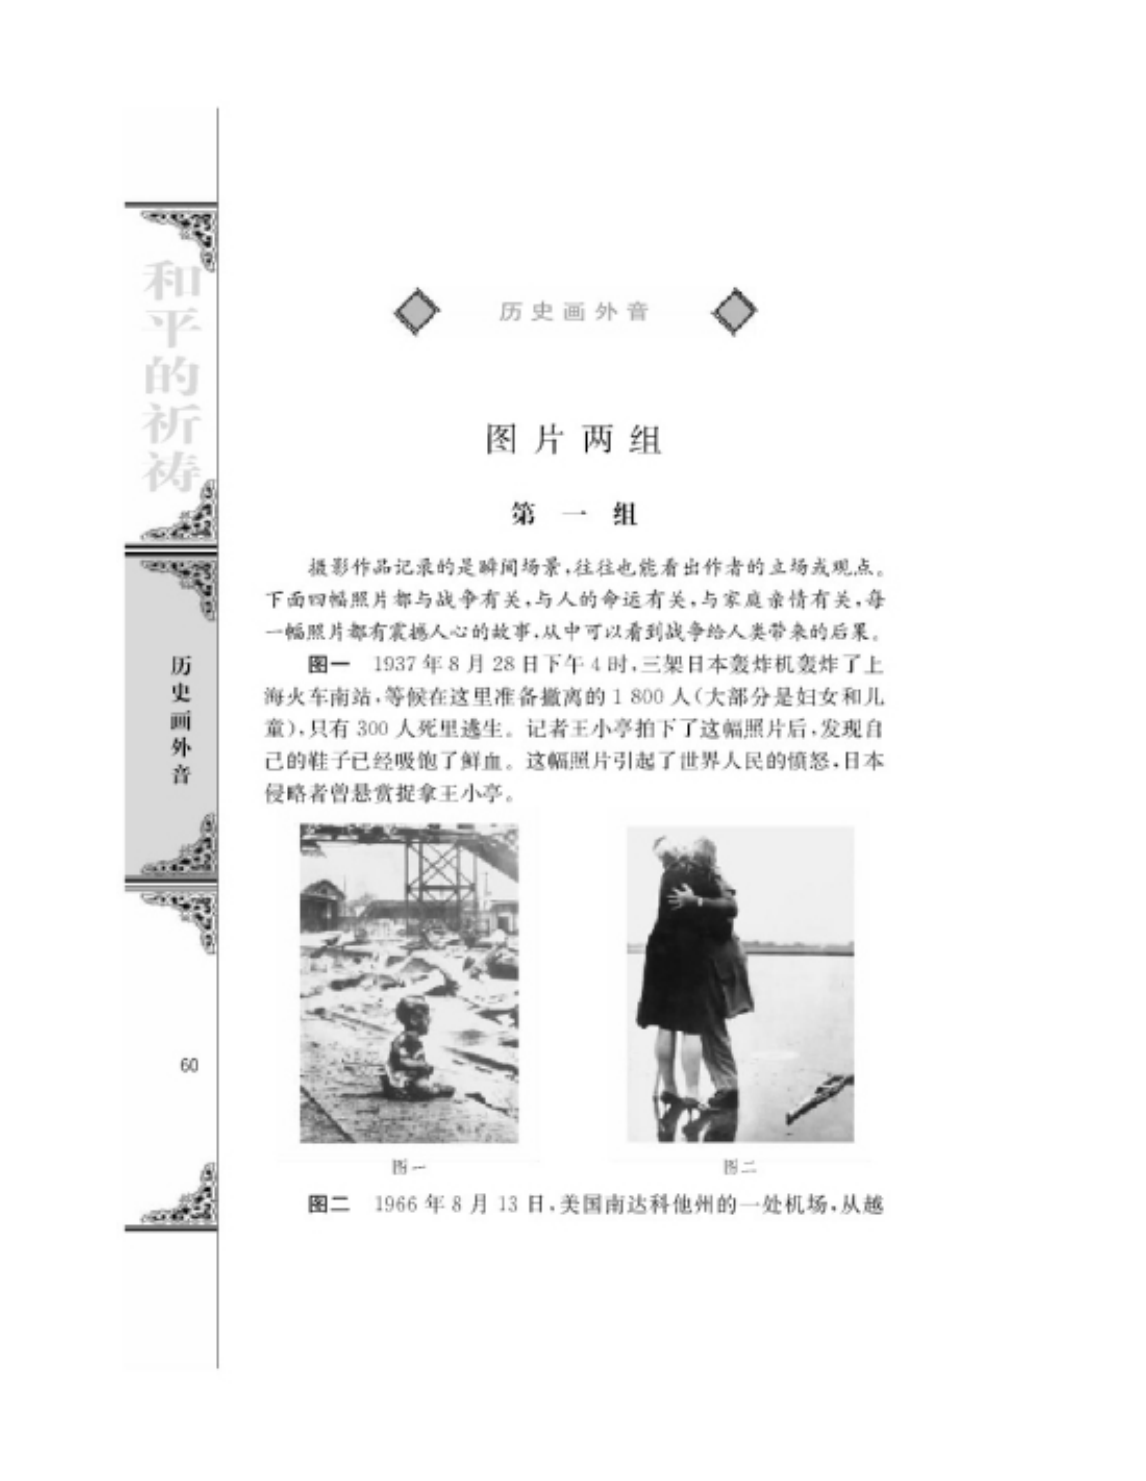 和平的祈祷
历史画外音
60
历史画外音
图片两组
第一组
摄影作品记录的是瞬间场景,往往也能看出作者的立场或观点。
下面四幅照片都与战争有关,与人的命运有关,与家庭亲情有关,每
一幅照片都有震撼人心的故事,从中可以看到战争给人类带来的后果。
图一 1937年8月28日下午4时,三架日本轰炸机轰炸了上
海火车南站,等候在这里准备撤离的1 800人(大部分是妇女和儿
童),只有300人死里逃生。记者王小亭拍下了这幅照片后,发现自
己的鞋子已经吸饱了鲜血。这幅照片引起了世界人民的愤怒,日本
侵略者曾悬赏捉拿王小亭。
图一
图二
图二 1966年8月13日,美国南达科他州的一处机场,从越